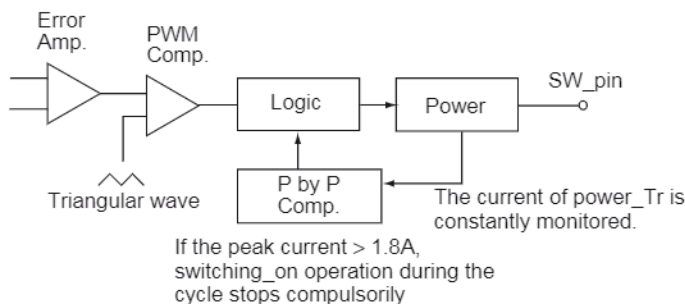 Error
Amp.
PWM
Comp.
Logic
Power
SW_pin
Triangular wave
P by P
Comp.
The current of power_Tr is
constantly monitored.
If the peak current > 1.8A,
switching_on operation during the
cycle stops compulsorily